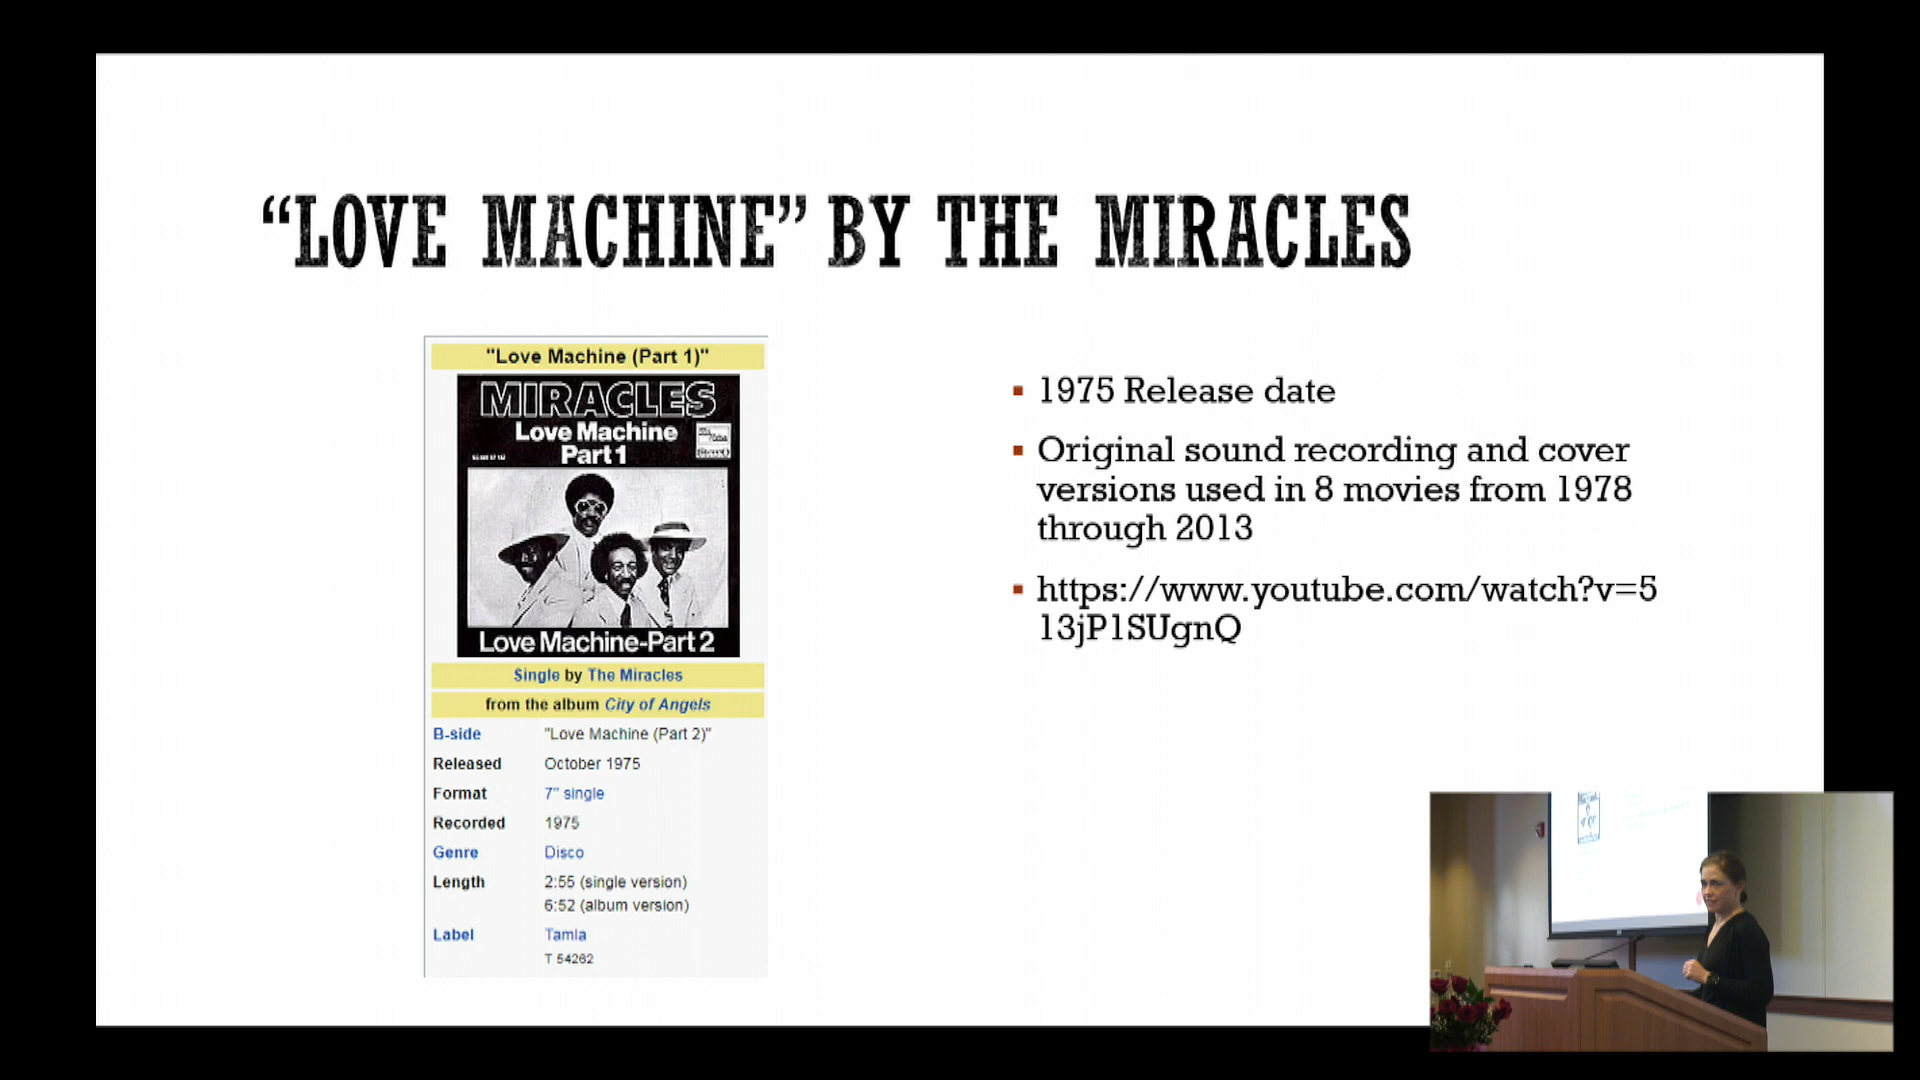 “LOVE MACHINE” BY THE MIRACLES
"Love Machine (Part 1)"
MIRACLES
Love Machine
Part 1
Love Machine-Part 2
Single by The Miracles
from the album City of Angels
B-side "Love Machine (Part 2)"
Released October 1975
Format 7" single
Recorded 1975
Genre Disco
Length 2:55 (single version)
6:52 (album version)
Label Tamla
T 54262
▪ 1975 Release date
▪ Original sound recording and cover
versions used in 8 movies from 1978
through 2013
▪ https://www.youtube.com/watch?v=5
13jP1SUgnQ